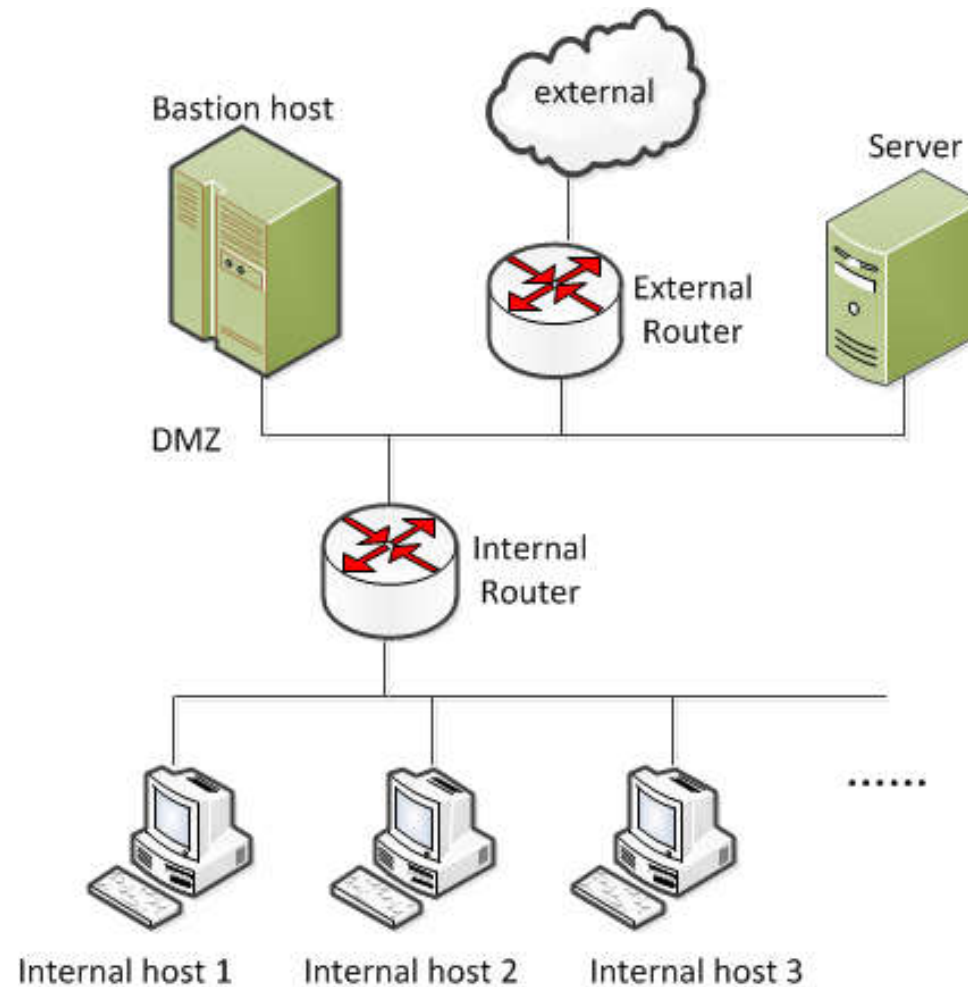 external
Bastion host
Server
External
Router
DMZ
Internal
Router
......
Internal host 1
Internal host 2
Internal host 3